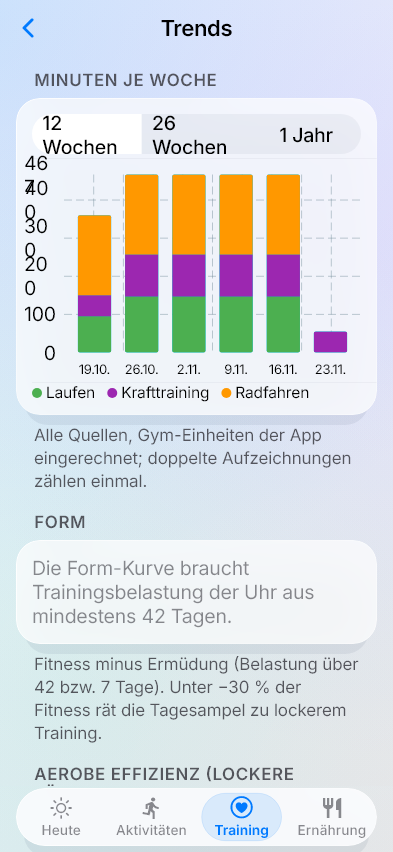 Trends
MINUTEN JE WOCHE
12 Wochen
26 Wochen
1 Jahr
467
400
300
200
100
0
19.10.
26.10.
2.11.
9.11.
16.11.
23.11.
Laufen
Krafttraining
Radfahren
Alle Quellen, Gym-Einheiten der App
eingerechnet; doppelte Aufzeichnungen
zählen einmal.
FORM
Die Form-Kurve braucht
Trainingsbelastung der Uhr aus
mindestens 42 Tagen.
Fitness minus Ermüdung (Belastung über
42 bzw. 7 Tage). Unter −30 % der
Fitness rät die Tagesampel zu lockerem
Training.
AEROBE EFFIZIENZ (LOCKERE
Heute
Aktivitäten
Training
Ernährung